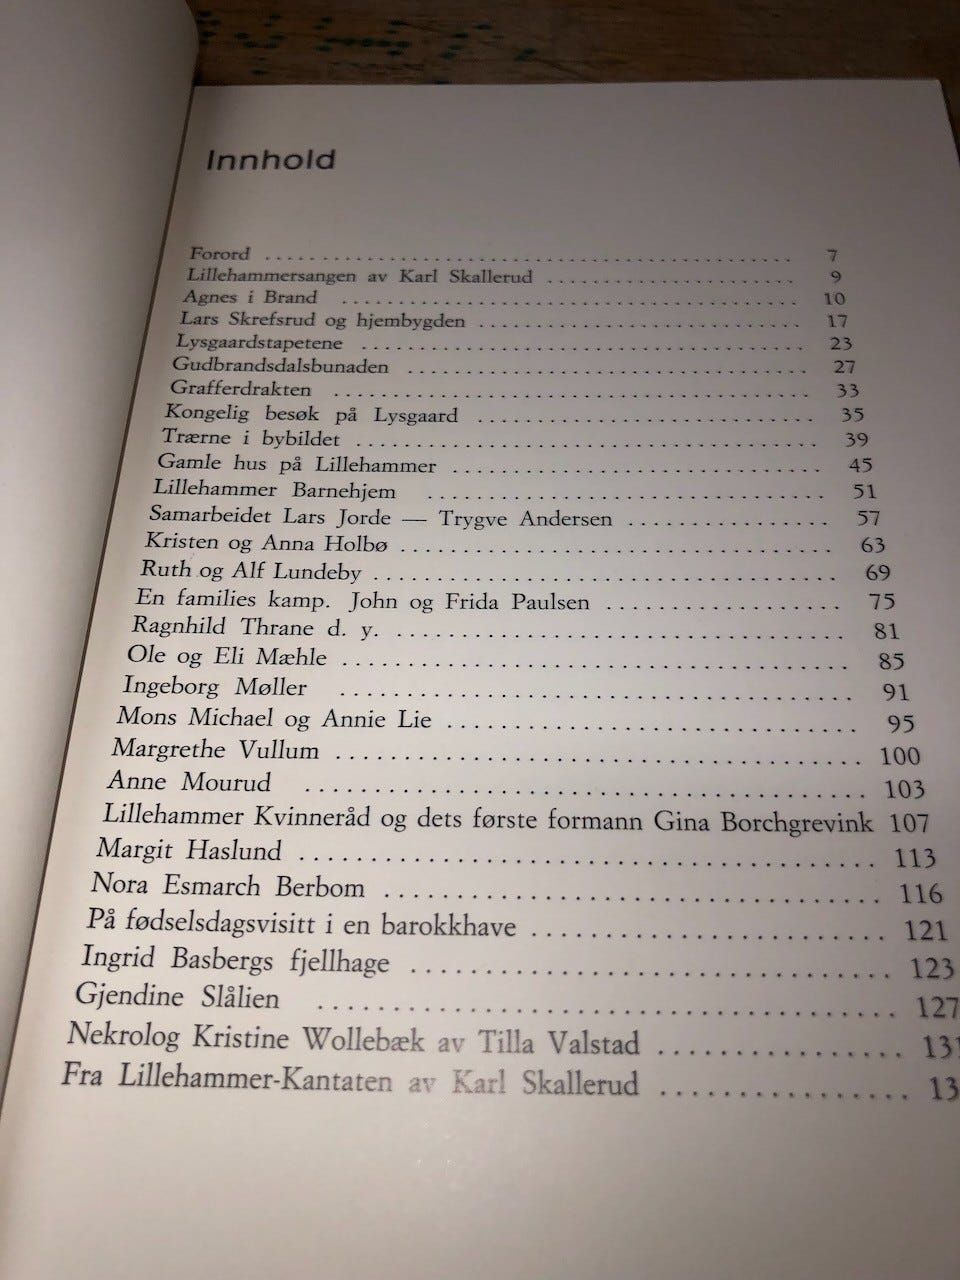 Innhold
Forord ............................................. 7
Lillehammersangen av Karl Skallerud ..................... 9
Agnes i Brand ........................................ 10
Lars Skrefsrud og hjembygden ............................ 17
Lysgaardstapetene ...................................... 23
Gudbrandsdalsbunaden ................................... 27
Grafferdrakten ......................................... 33
Kongelig besøk på Lysgaard .............................. 35
Trærne i bybildet ....................................... 39
Gamle hus på Lillehammer ................................ 45
Lillehammer Barnehjem ................................... 51
Samarbeidet Lars Jorde — Trygve Andersen .................. 57
Kristen og Anna Holbø ................................... 63
Ruth og Alf Lundeby ..................................... 69
En families kamp. John og Frida Paulsen ................. 75
Ragnhild Thrane d. y. ................................... 81
Ole og Eli Mæhle ........................................ 85
Ingeborg Møller ......................................... 91
Mons Michael og Annie Lie ............................... 95
Margrethe Vullum ........................................ 100
Anne Mourud ............................................. 103
Lillehammer Kvinneråd og dets første formann Gina Borchgrevink 107
Margit Haslund .......................................... 113
Nora Esmarch Berbom ..................................... 116
På fødselsdagsvisitt i en barokkhave .................... 121
Ingrid Basbergs fjellhage ............................... 123
Gjendine Slålien ........................................ 127
Nekrolog Kristine Wollebæk av Tilla Valstad ................. 131
Fra Lillehammer-Kantaten av Karl Skallerud .................